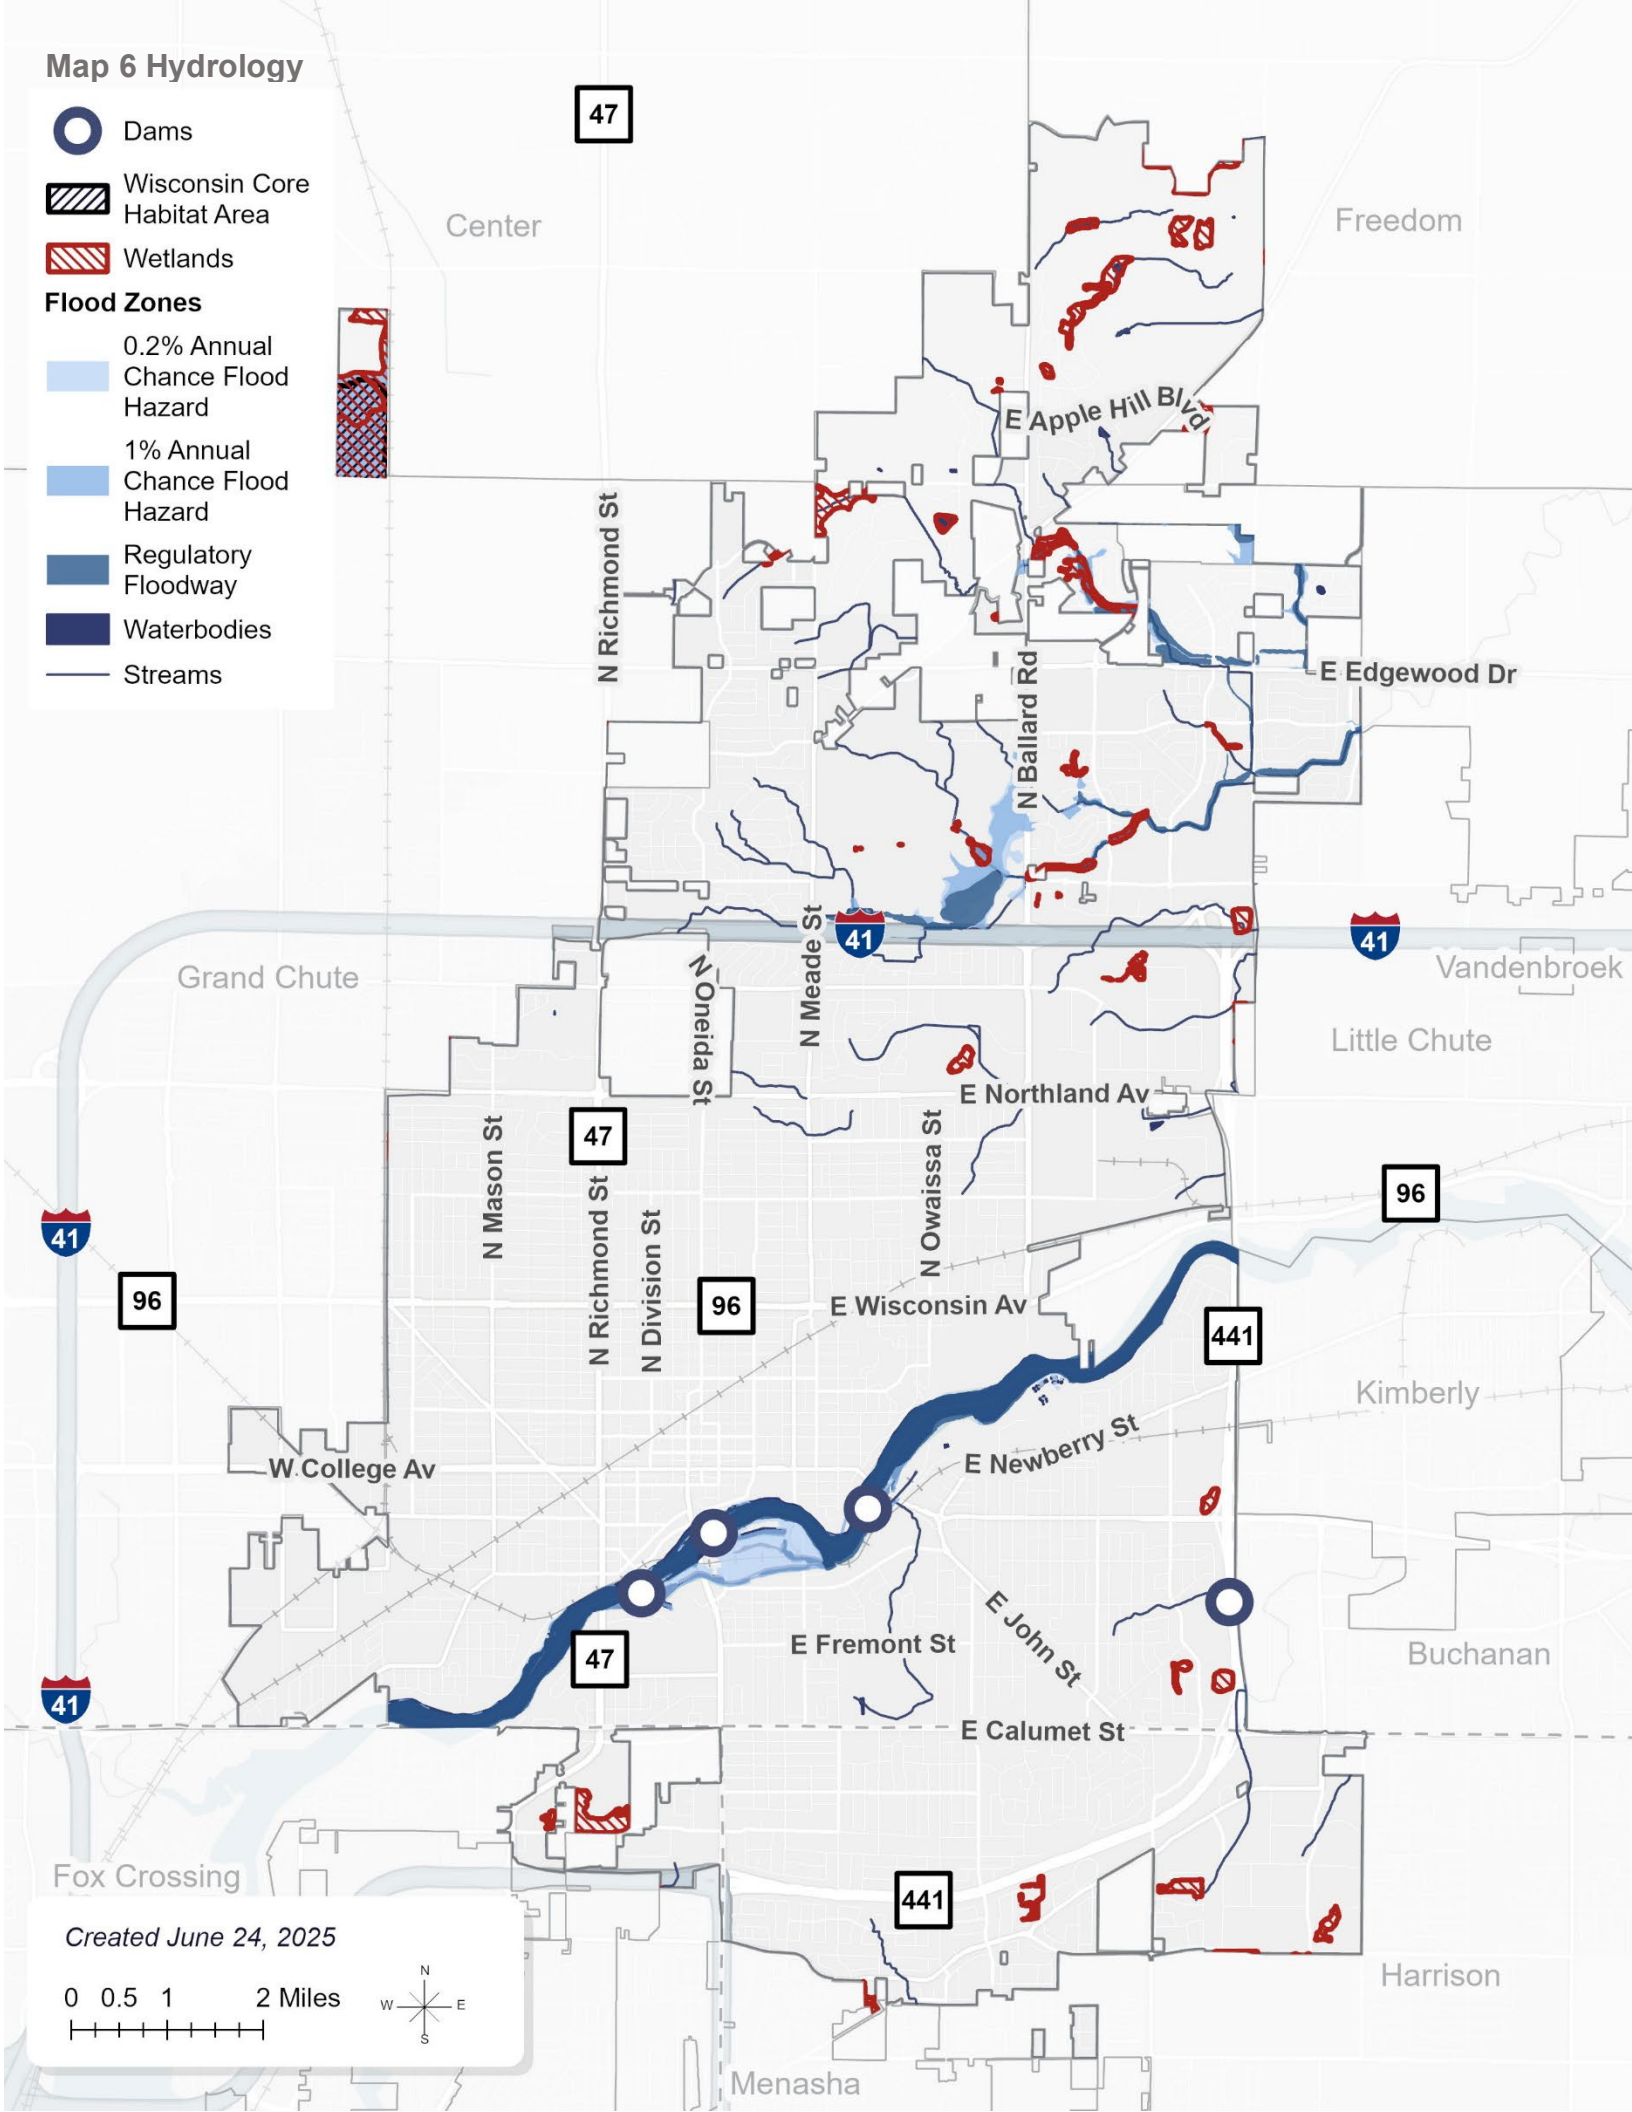 Map 6 Hydrology
Dams
Wisconsin Core
Habitat Area
Wetlands
Flood Zones
0.2% Annual
Chance Flood
Hazard
1% Annual
Chance Flood
Hazard
Regulatory
Floodway
Waterbodies
Streams
47
Center
Freedom
E Apple Hill Blvd
N Richmond St
N Ballard Rd
E Edgewood Dr
41
41
N Meade St
N Oneida St
Grand Chute
Vandenbroek
Little Chute
E Northland Av
47
N Mason St
N Richmond St
N Division St
N Owaissa St
96
41
96
96
E Wisconsin Av
441
Kimberly
W College Av
E Newberry St
E John St
E Fremont St
47
Buchanan
41
E Calumet St
Fox Crossing
441
Harrison
Menasha
Created June 24, 2025
0 0.5 1 2 Miles
N
W E
S